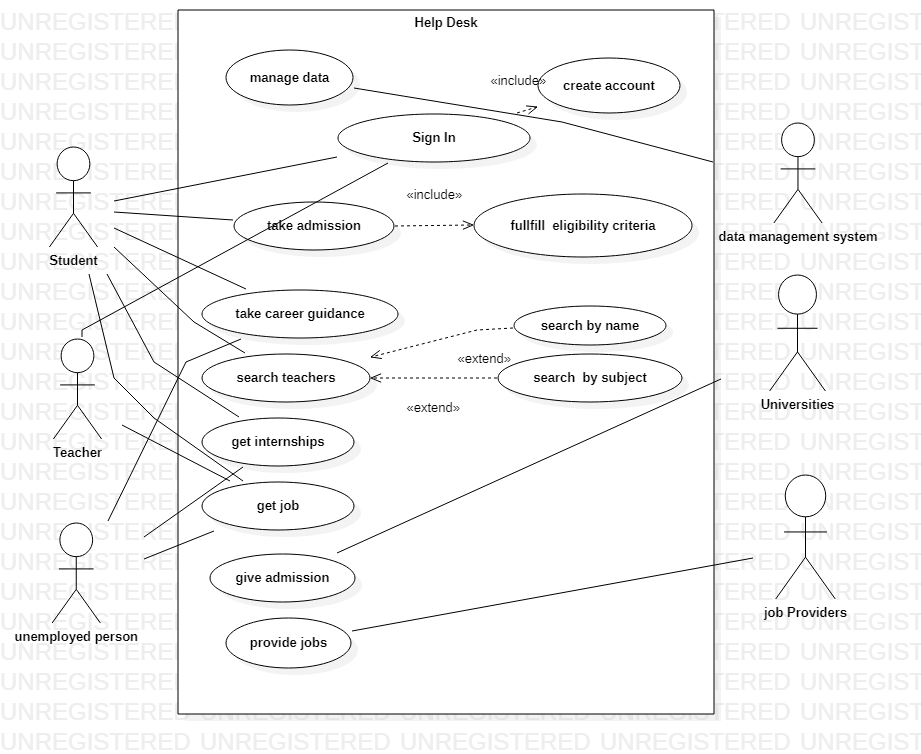 Help Desk
manage data
«include»
create account
Sign In
«include»
take admission
fullfill eligibility criteria
data management system
Student
take career guidance
search by name
«extend»
search teachers
search by subject
«extend»
Universities
get internships
Teacher
get job
give admission
job Providers
unemployed person
provide jobs
UNREGISTERED UNREGISTERED UNREGISTERED UNREGISTERED UNREGISTERED